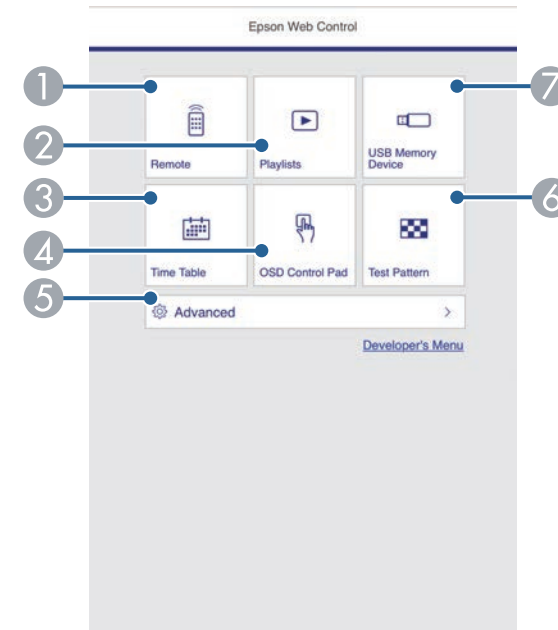 Epson Web Control
1
7
Remote
2
Playlists
USB Memory
Device
3
6
Time Table
4
OSD Control Pad
Test Pattern
5
Advanced
Developer's Menu